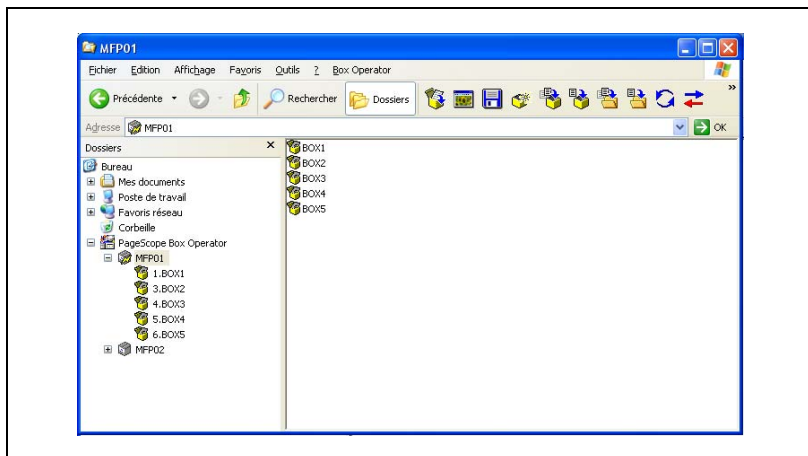 MFP01
Fichier Edition Affichage Favoris Outils ? Box Operator
Précédente Rechercher Dossiers »
Adresse MFP01 OK
Dossiers x
Bureau
Mes documents
Poste de travail
Favoris réseau
Corbeille
PageScope Box Operator
MFP01
1.BOX1
3.BOX2
4.BOX3
5.BOX4
6.BOX5
MFP02
BOX1
BOX2
BOX3
BOX4
BOX5